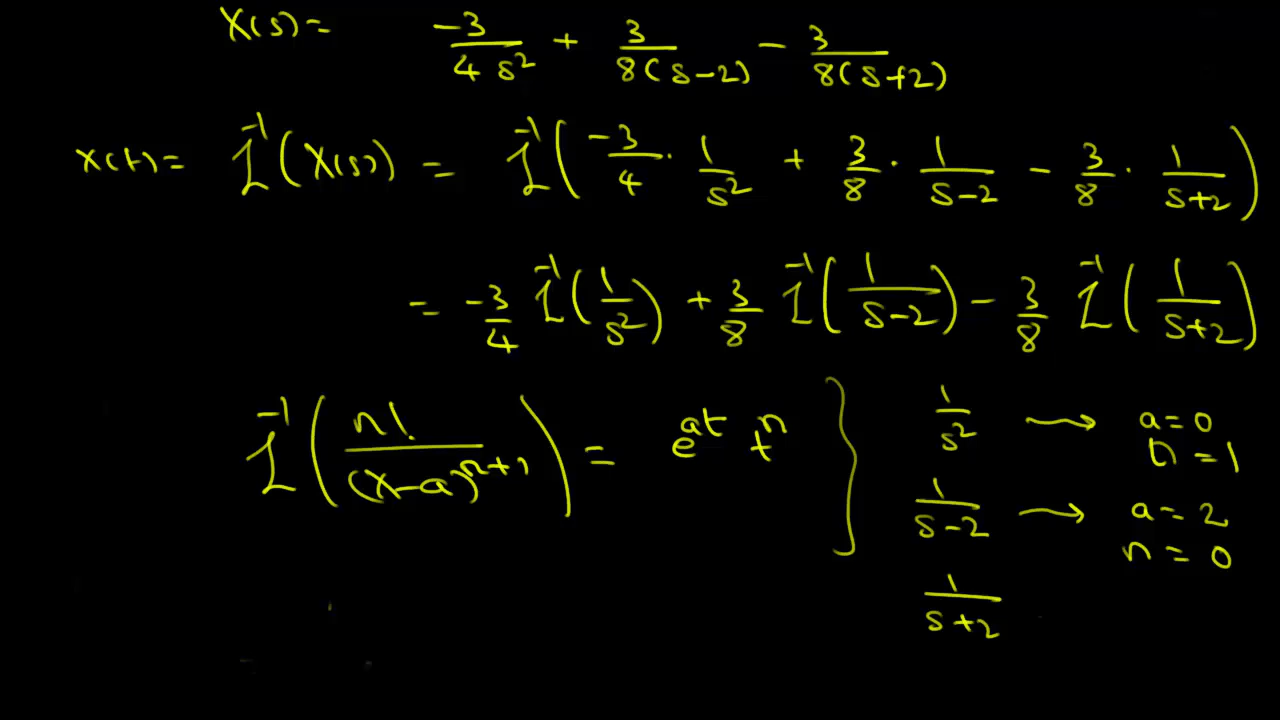 X(s) = -3/(4s²) + 3/(8(s-2)) - 3/(8(s+2))
x(t) = L⁻¹(X(s)) = L⁻¹(-3/4 · 1/s² + 3/8 · 1/(s-2) - 3/8 · 1/(s+2))
= -3/4 L⁻¹(1/s²) + 3/8 L⁻¹(1/(s-2)) - 3/8 L⁻¹(1/(s+2))
L⁻¹(n!/(x-a)ⁿ⁺¹) = eᵃᵗ tⁿ }
1/s² → a=0
n=1
1/(s-2) → a=2
n=0
1/(s+2)